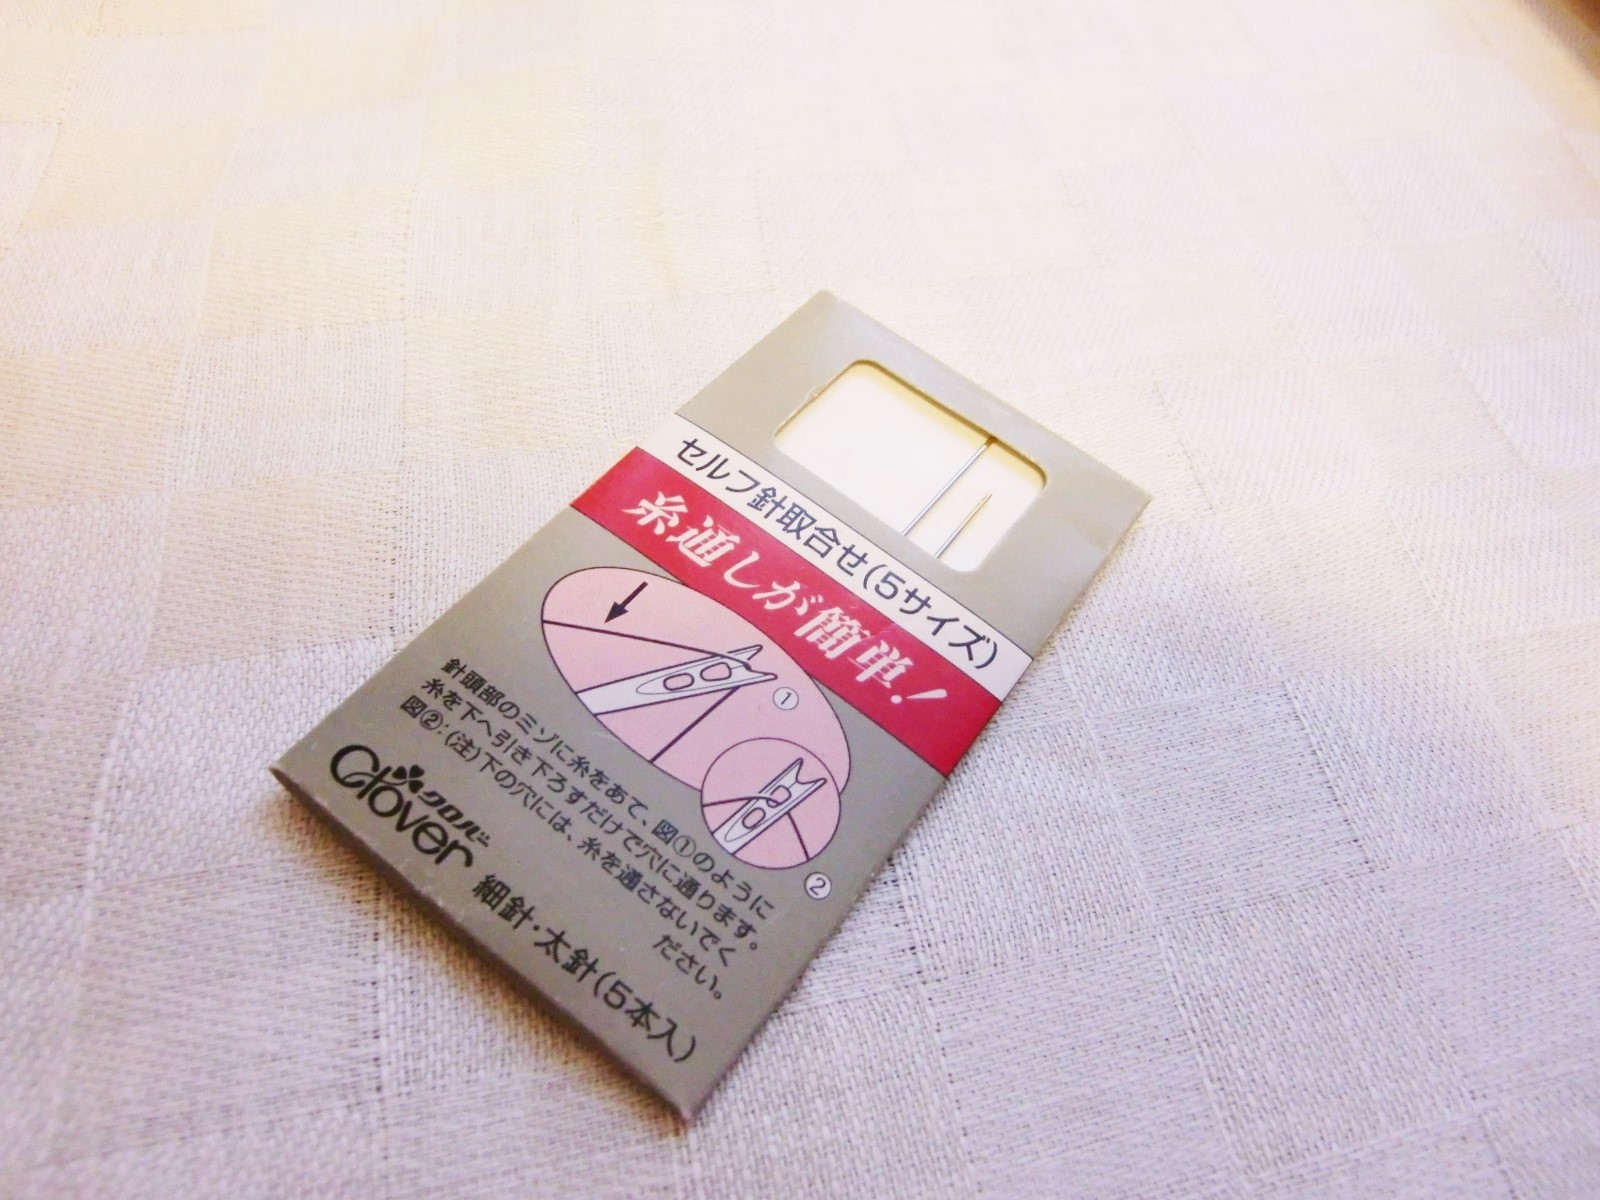 セルフ針取合せ(5サイズ)
糸通しが簡単!
①
②
針頭部のミゾに糸をあて、図①のように
糸を下へ引き下ろすだけで穴に通ります。
図②:(注)下の穴には、糸を通さないでく
ださい。
クロバー
Clover
細針・太針(5本入)